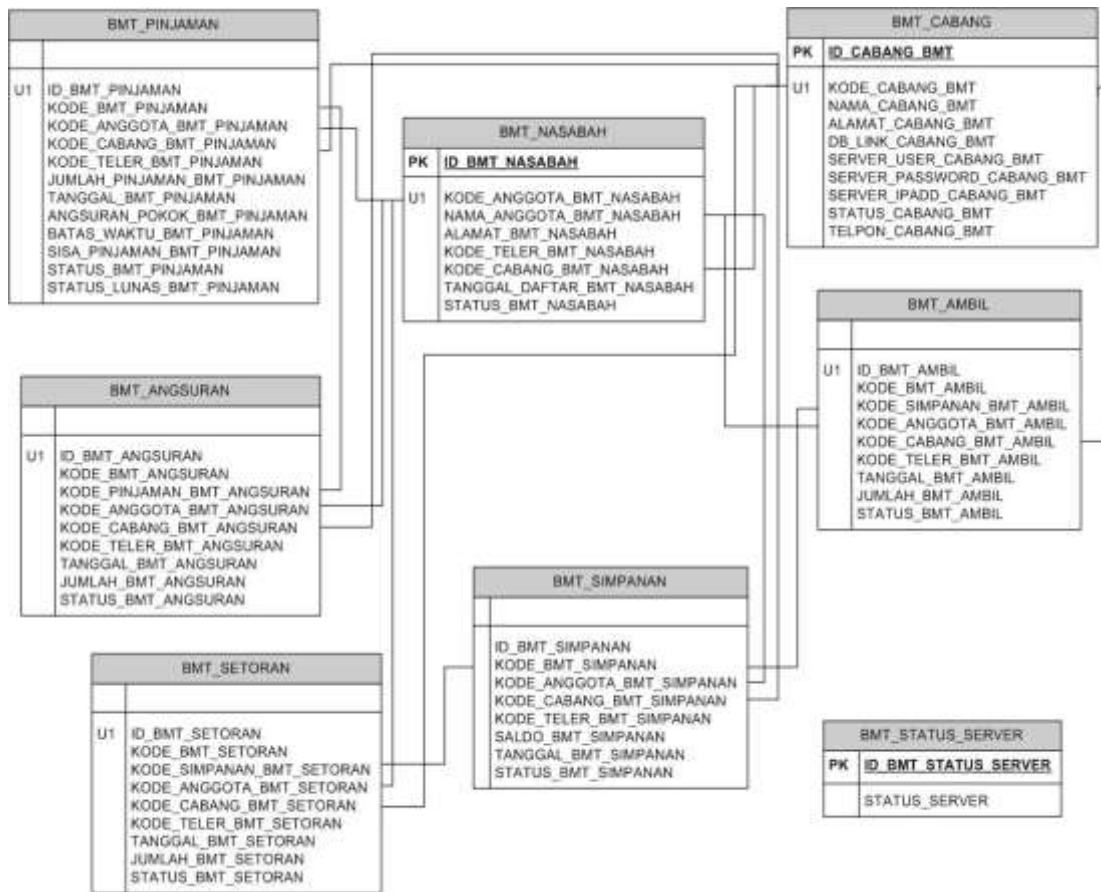 BMT_PINJAMAN
U1 ID_BMT_PINJAMAN
KODE_BMT_PINJAMAN
KODE_ANGGOTA_BMT_PINJAMAN
KODE_CABANG_BMT_PINJAMAN
KODE_TELER_BMT_PINJAMAN
JUMLAH_PINJAMAN_BMT_PINJAMAN
TANGGAL_BMT_PINJAMAN
ANGSURAN_POKOK_BMT_PINJAMAN
BATAS_WAKTU_BMT_PINJAMAN
SISA_PINJAMAN_BMT_PINJAMAN
STATUS_BMT_PINJAMAN
STATUS_LUNAS_BMT_PINJAMAN
BMT_CABANG
PK ID_CABANG_BMT
U1 KODE_CABANG_BMT
NAMA_CABANG_BMT
ALAMAT_CABANG_BMT
DB_LINK_CABANG_BMT
SERVER_USER_CABANG_BMT
SERVER_PASSWORD_CABANG_BMT
SERVER_IPADD_CABANG_BMT
STATUS_CABANG_BMT
TELPON_CABANG_BMT
BMT_NASABAH
PK ID_BMT_NASABAH
U1 KODE_ANGGOTA_BMT_NASABAH
NAMA_ANGGOTA_BMT_NASABAH
ALAMAT_BMT_NASABAH
KODE_TELER_BMT_NASABAH
KODE_CABANG_BMT_NASABAH
TANGGAL_DAFTAR_BMT_NASABAH
STATUS_BMT_NASABAH
BMT_AMBIL
U1 ID_BMT_AMBIL
KODE_BMT_AMBIL
KODE_SIMPANAN_BMT_AMBIL
KODE_ANGGOTA_BMT_AMBIL
KODE_CABANG_BMT_AMBIL
KODE_TELER_BMT_AMBIL
TANGGAL_BMT_AMBIL
JUMLAH_BMT_AMBIL
STATUS_BMT_AMBIL
BMT_ANGSURAN
U1 ID_BMT_ANGSURAN
KODE_BMT_ANGSURAN
KODE_PINJAMAN_BMT_ANGSURAN
KODE_ANGGOTA_BMT_ANGSURAN
KODE_CABANG_BMT_ANGSURAN
KODE_TELER_BMT_ANGSURAN
TANGGAL_BMT_ANGSURAN
JUMLAH_BMT_ANGSURAN
STATUS_BMT_ANGSURAN
BMT_SIMPANAN
ID_BMT_SIMPANAN
KODE_BMT_SIMPANAN
KODE_ANGGOTA_BMT_SIMPANAN
KODE_CABANG_BMT_SIMPANAN
KODE_TELER_BMT_SIMPANAN
SALDO_BMT_SIMPANAN
TANGGAL_BMT_SIMPANAN
STATUS_BMT_SIMPANAN
BMT_SETORAN
U1 ID_BMT_SETORAN
KODE_BMT_SETORAN
KODE_SIMPANAN_BMT_SETORAN
KODE_ANGGOTA_BMT_SETORAN
KODE_CABANG_BMT_SETORAN
KODE_TELER_BMT_SETORAN
TANGGAL_BMT_SETORAN
JUMLAH_BMT_SETORAN
STATUS_BMT_SETORAN
BMT_STATUS_SERVER
PK ID_BMT_STATUS_SERVER
STATUS_SERVER